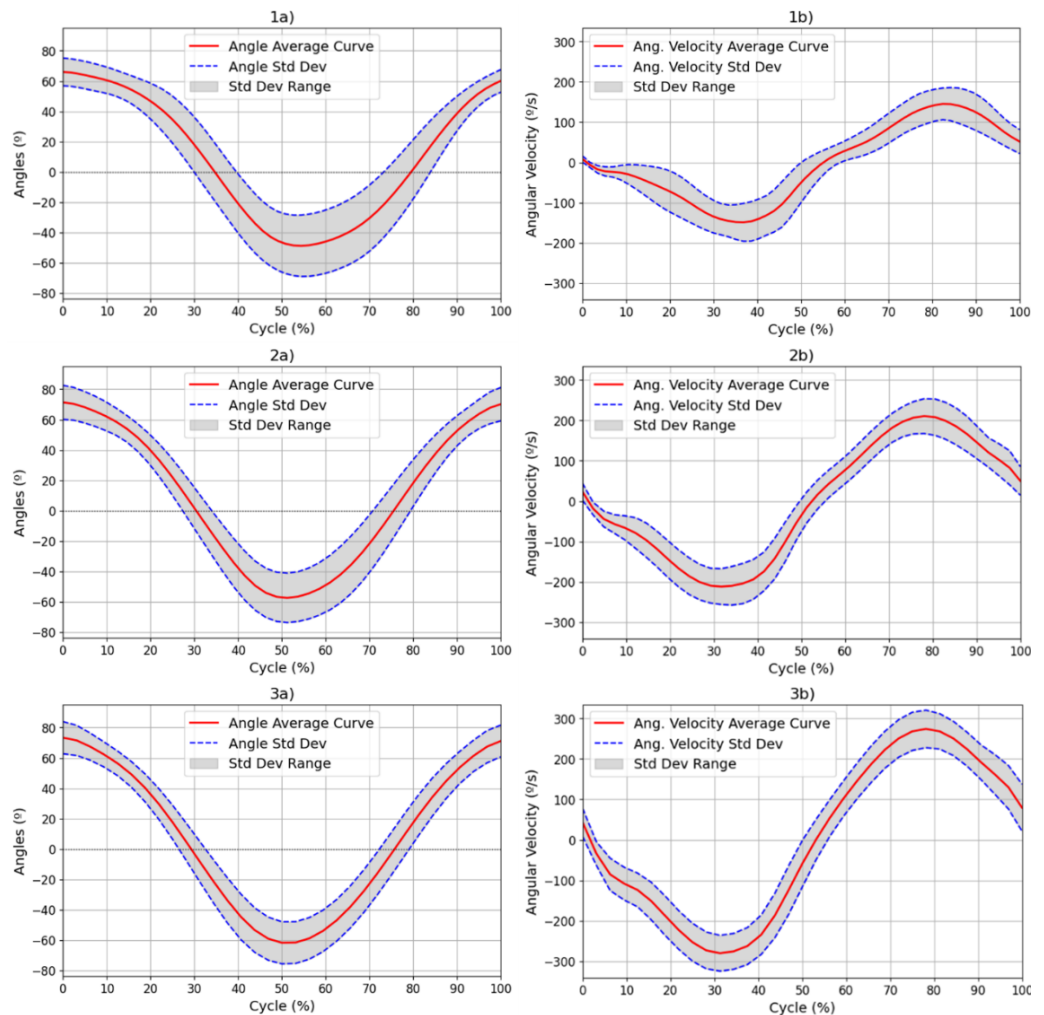 1a)
Angle Average Curve
Angle Std Dev
Std Dev Range
Angles (º)
80
60
40
20
0
−20
−40
−60
−80
0 10 20 30 40 50 60 70 80 90 100
Cycle (%)
1b)
Ang. Velocity Average Curve
Ang. Velocity Std Dev
Std Dev Range
Angular Velocity (º/s)
300
200
100
0
−100
−200
−300
0 10 20 30 40 50 60 70 80 90 100
Cycle (%)
2a)
Angle Average Curve
Angle Std Dev
Std Dev Range
Angles (º)
80
60
40
20
0
−20
−40
−60
−80
0 10 20 30 40 50 60 70 80 90 100
Cycle (%)
2b)
Ang. Velocity Average Curve
Ang. Velocity Std Dev
Std Dev Range
Angular Velocity (º/s)
300
200
100
0
−100
−200
−300
0 10 20 30 40 50 60 70 80 90 100
Cycle (%)
3a)
Angle Average Curve
Angle Std Dev
Std Dev Range
Angles (º)
80
60
40
20
0
−20
−40
−60
−80
0 10 20 30 40 50 60 70 80 90 100
Cycle (%)
3b)
Ang. Velocity Average Curve
Ang. Velocity Std Dev
Std Dev Range
Angular Velocity (º/s)
300
200
100
0
−100
−200
−300
0 10 20 30 40 50 60 70 80 90 100
Cycle (%)